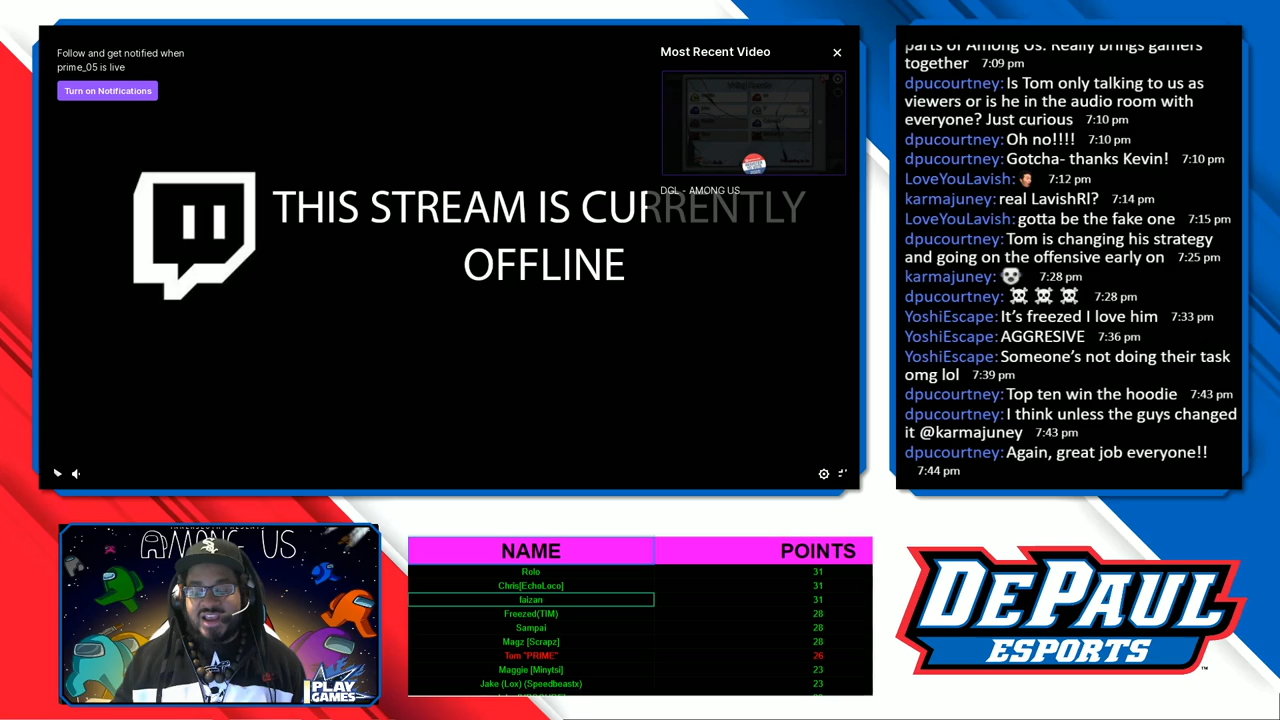 Follow and get notified when
prime_05 is live
Turn on Notifications
Most Recent Video
DGL - AMONG US
THIS STREAM IS CURRENTLY
OFFLINE
parts of Among Us. Really brings gamers
together 7:09 pm
dpucourtney: Is Tom only talking to us as
viewers or is he in the audio room with
everyone? Just curious 7:10 pm
dpucourtney: Oh no!!!! 7:10 pm
dpucourtney: Gotcha- thanks Kevin! 7:10 pm
LoveYouLavish: 7:12 pm
karmajuney: real LavishRl? 7:14 pm
LoveYouLavish: gotta be the fake one 7:15 pm
dpucourtney: Tom is changing his strategy
and going on the offensive early on 7:25 pm
karmajuney: 7:28 pm
dpucourtney: ☠ ☠ ☠ 7:28 pm
YoshiEscape: It's freezed I love him 7:33 pm
YoshiEscape: AGGRESIVE 7:36 pm
YoshiEscape: Someone's not doing their task
omg lol 7:39 pm
dpucourtney: Top ten win the hoodie 7:43 pm
dpucourtney: I think unless the guys changed
it @karmajuney 7:43 pm
dpucourtney: Again, great job everyone!!
7:44 pm
AMONG US
PLAY
GAMES
NAME POINTS
Rolo 31
Chris[EchoLoco] 31
faizan 31
Freezed(TIM) 28
Sampai 28
Magz [Scrapz] 28
Tom "PRIME" 26
Maggie [Minytsi] 23
Jake (Lox) (Speedbeastx) 23
DEPAUL
ESPORTS